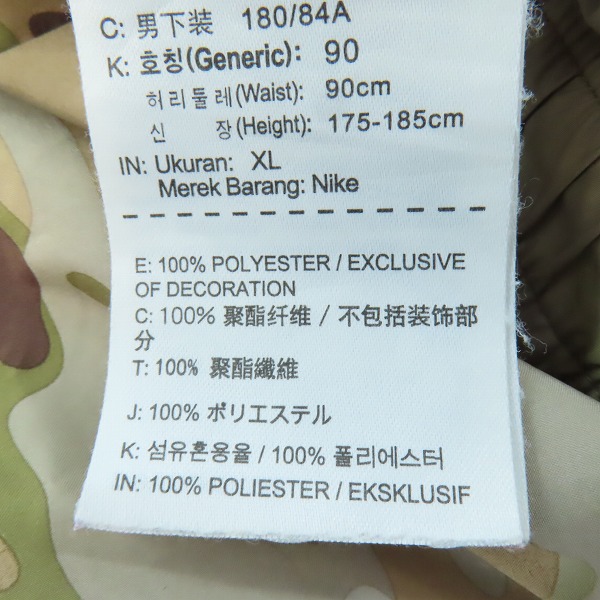 C: 男下装 180/84A
K: 호칭(Generic): 90
허리둘레(Waist): 90cm
신 장(Height): 175-185cm
IN: Ukuran: XL
Merek Barang: Nike
E: 100% POLYESTER / EXCLUSIVE
OF DECORATION
C: 100% 聚酯纤维 / 不包括装饰部
分
T: 100% 聚酯纖維
J: 100% ポリエステル
K: 섬유혼용율 / 100% 폴리에스터
IN: 100% POLIESTER / EKSKLUSIF